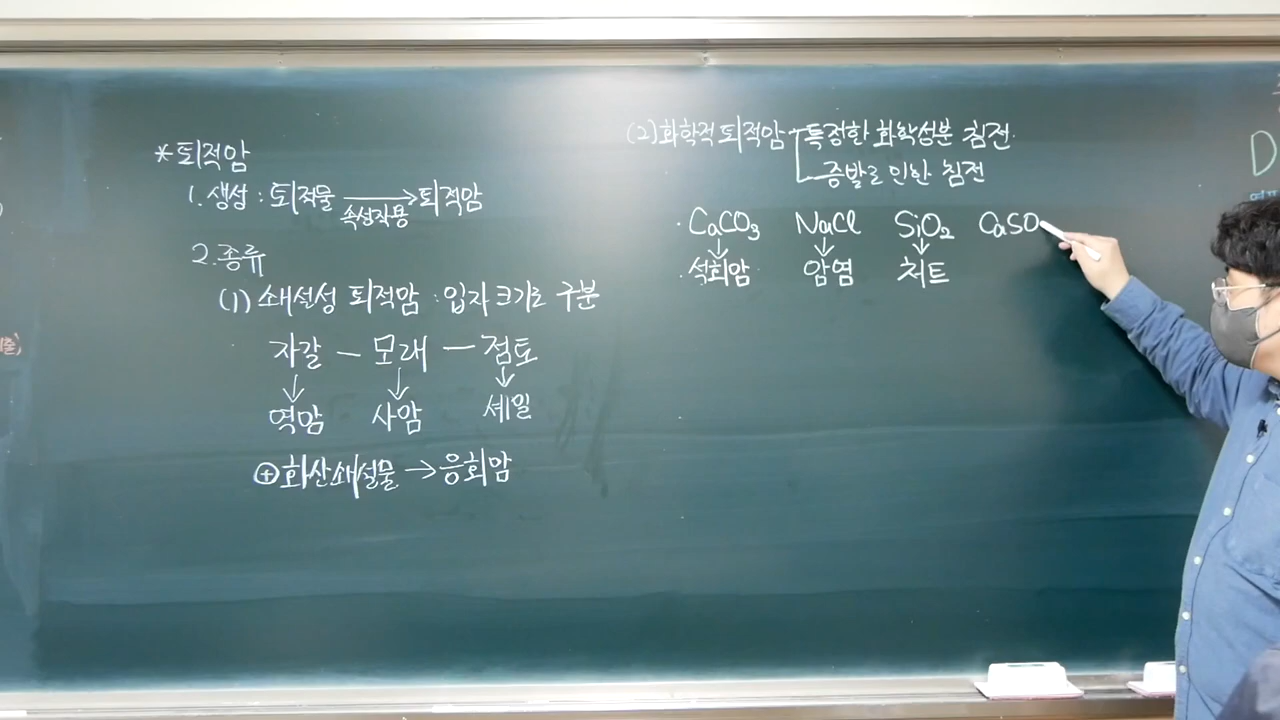 *퇴적암
1. 생성 : 퇴적물 → 퇴적암
속성작용
2. 종류
(1) 쇄설성 퇴적암 : 입자 크기로 구분
자갈 - 모래 - 점토
↓ ↓ ↓
역암 사암 셰일
⊕화산쇄설물 → 응회암
(2) 화학적 퇴적암 특정한 화학성분 침전
증발로 인한 침전
· CaCO₃ NaCl SiO₂ CaSO
↓ ↓ ↓
· 석회암 암염 처트
D